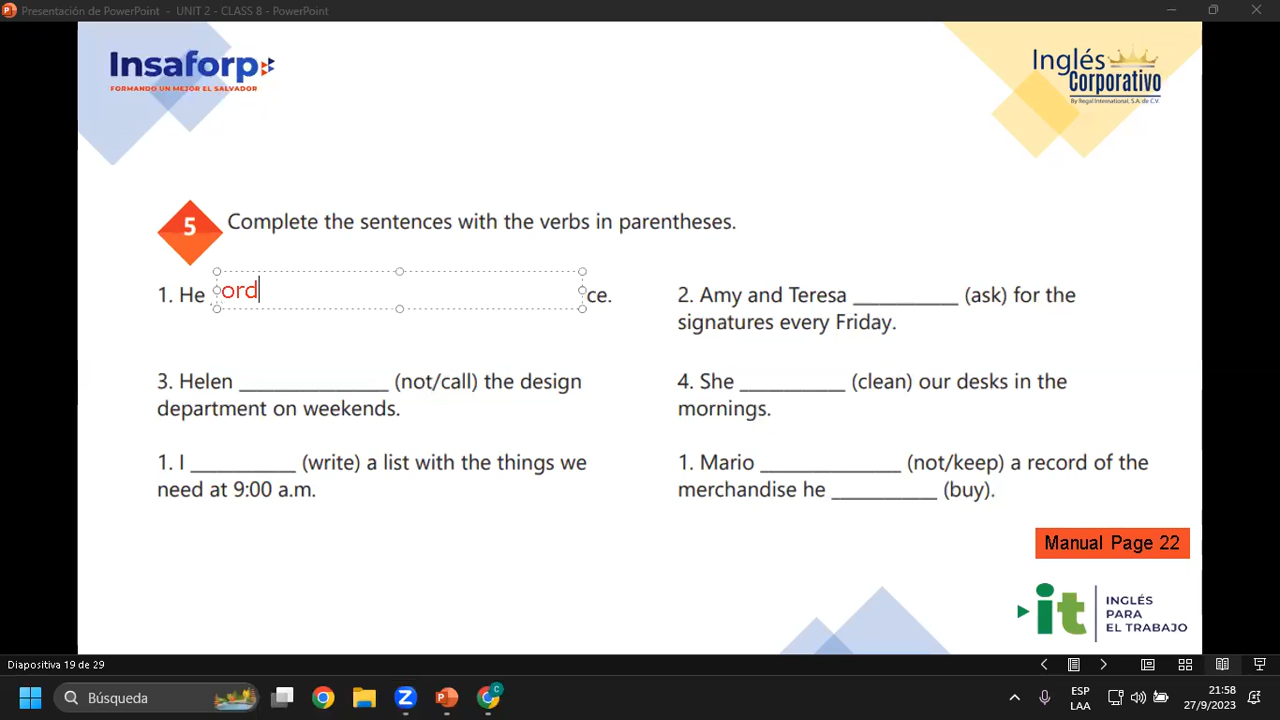 Presentación de PowerPoint - UNIT 2 - CLASS 8 - PowerPoint
Insaforp
FORMANDO UN MEJOR EL SALVADOR
Inglés
Corporativo
By Regal International, S.A. de C.V.
5
Complete the sentences with the verbs in parentheses.
1. He ord ce.
2. Amy and Teresa __________ (ask) for the
signatures every Friday.
3. Helen ______________ (not/call) the design
department on weekends.
4. She __________ (clean) our desks in the
mornings.
1. I __________ (write) a list with the things we
need at 9:00 a.m.
1. Mario _____________ (not/keep) a record of the
merchandise he __________ (buy).
Manual Page 22
it
INGLÉS
PARA
EL TRABAJO
Diapositiva 19 de 29
Búsqueda
ESP
LAA
21:58
27/9/2023